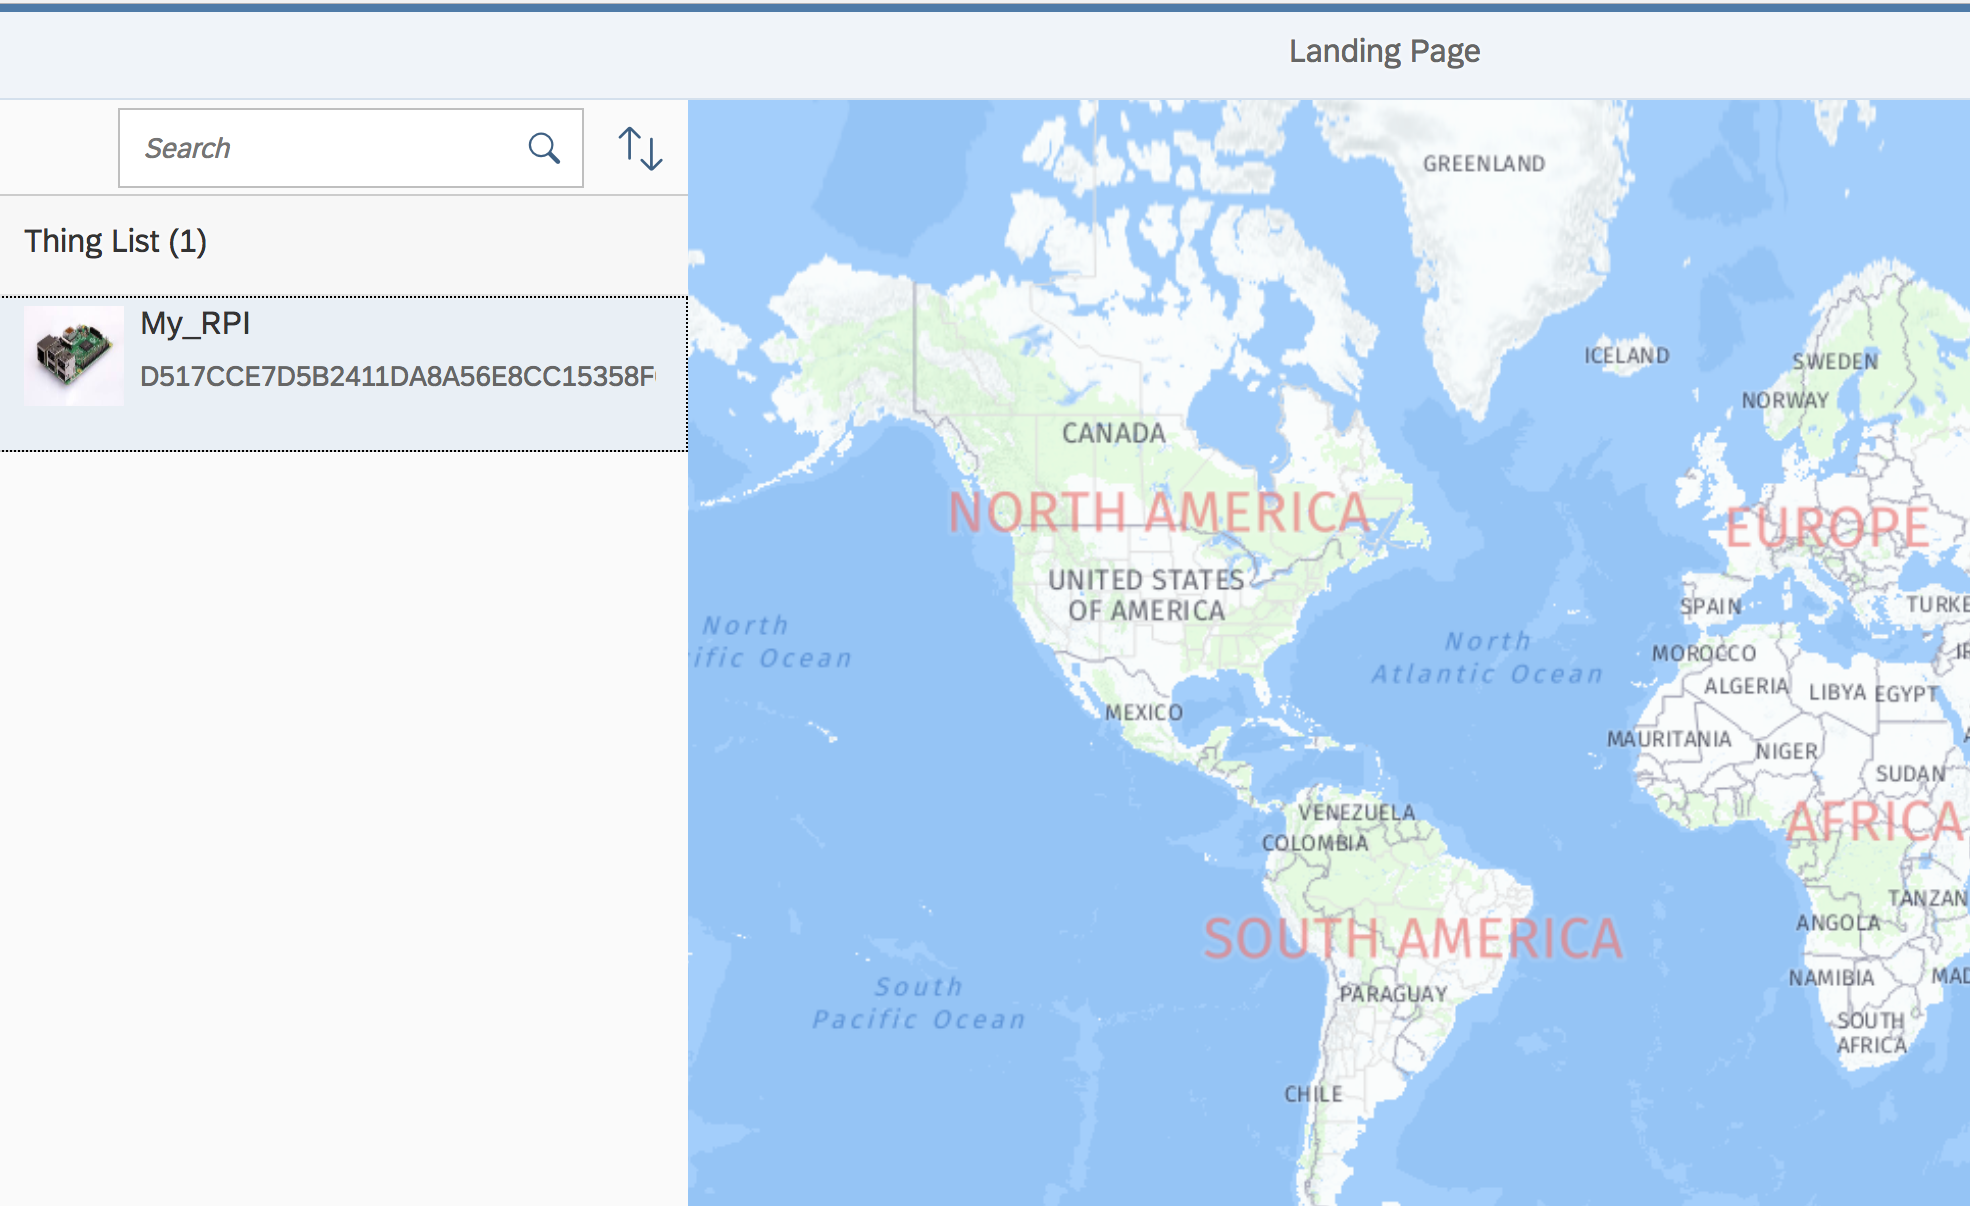 Landing Page
Search
Thing List (1)
My_RPI
D517CCE7D5B2411DA8A56E8CC15358F
GREENLAND
ICELAND
SWEDEN
NORWAY
CANADA
NORTH AMERICA
EUROPE
UNITED STATES
OF AMERICA
SPAIN
TURKE
North
ific Ocean
North
Atlantic Ocean
MOROCCO
ALGERIA
LIBYA
EGYPT
MEXICO
MAURITANIA
NIGER
SUDAN
VENEZUELA
COLOMBIA
AFRICA
TANZAN
ANGOLA
SOUTH AMERICA
NAMIBIA
MAD
PARAGUAY
South
Pacific Ocean
SOUTH
AFRICA
CHILE